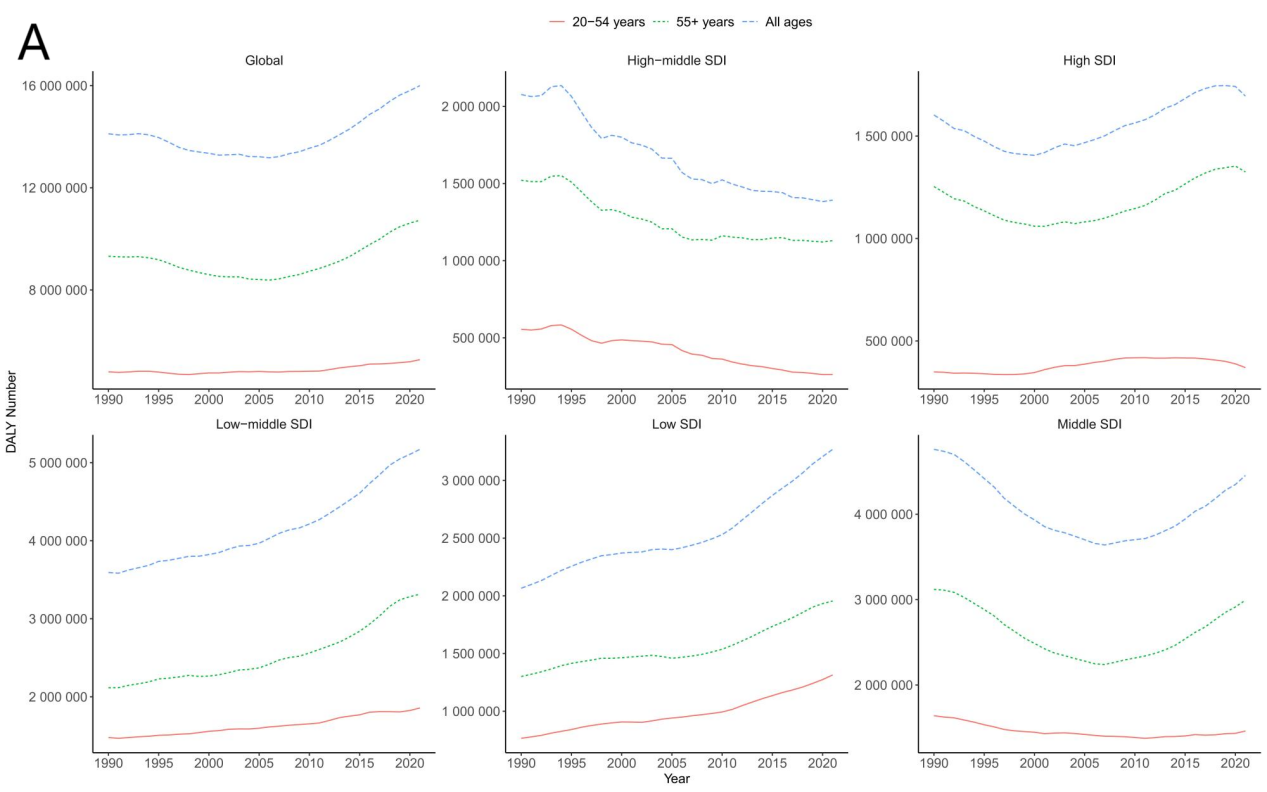 A
20−54 years 55+ years All ages
Global
16 000 000
12 000 000
8 000 000
1990 1995 2000 2005 2010 2015 2020
High−middle SDI
2 000 000
1 500 000
1 000 000
500 000
1990 1995 2000 2005 2010 2015 2020
High SDI
1 500 000
1 000 000
500 000
1990 1995 2000 2005 2010 2015 2020
DALY Number
Low−middle SDI
5 000 000
4 000 000
3 000 000
2 000 000
1990 1995 2000 2005 2010 2015 2020
Low SDI
3 000 000
2 500 000
2 000 000
1 500 000
1 000 000
1990 1995 2000 2005 2010 2015 2020
Middle SDI
4 000 000
3 000 000
2 000 000
1990 1995 2000 2005 2010 2015 2020
Year